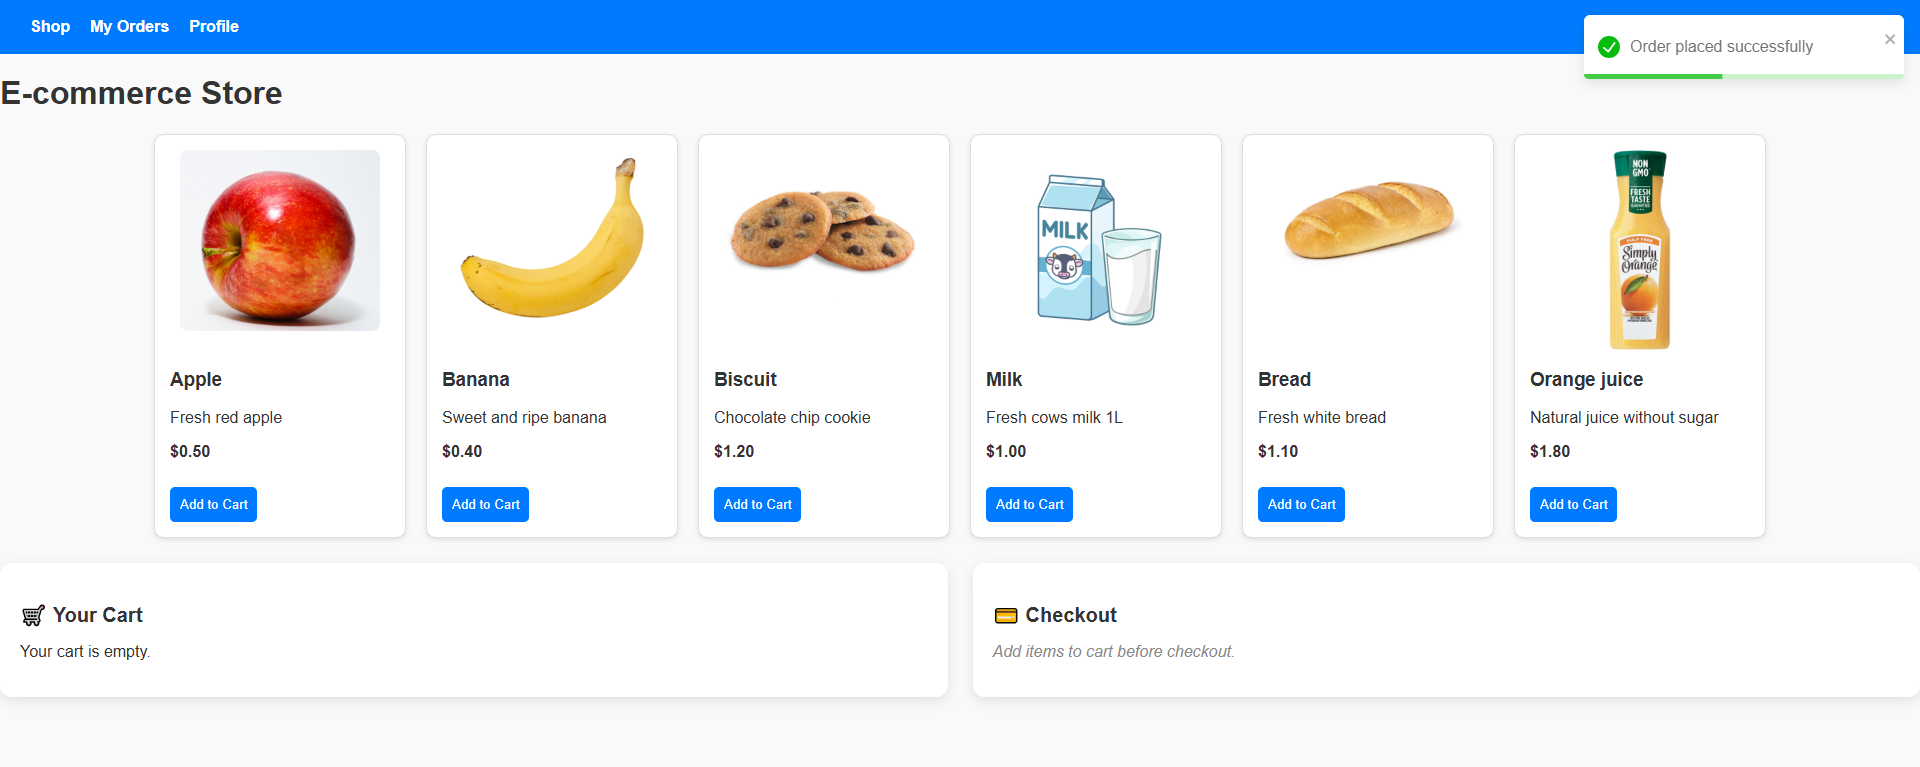 Shop My Orders Profile
Order placed successfully
E-commerce Store
MILK
NON
GMO
FRESH
TASTE
PULP FREE
Simply
Orange
Apple
Fresh red apple
$0.50
Add to Cart
Banana
Sweet and ripe banana
$0.40
Add to Cart
Biscuit
Chocolate chip cookie
$1.20
Add to Cart
Milk
Fresh cows milk 1L
$1.00
Add to Cart
Bread
Fresh white bread
$1.10
Add to Cart
Orange juice
Natural juice without sugar
$1.80
Add to Cart
Your Cart
Your cart is empty.
Checkout
Add items to cart before checkout.